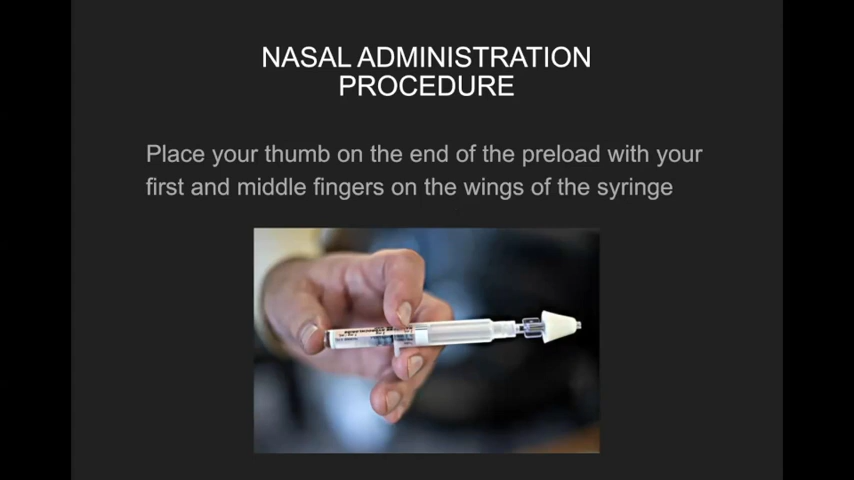 NASAL ADMINISTRATION
PROCEDURE
Place your thumb on the end of the preload with your
first and middle fingers on the wings of the syringe